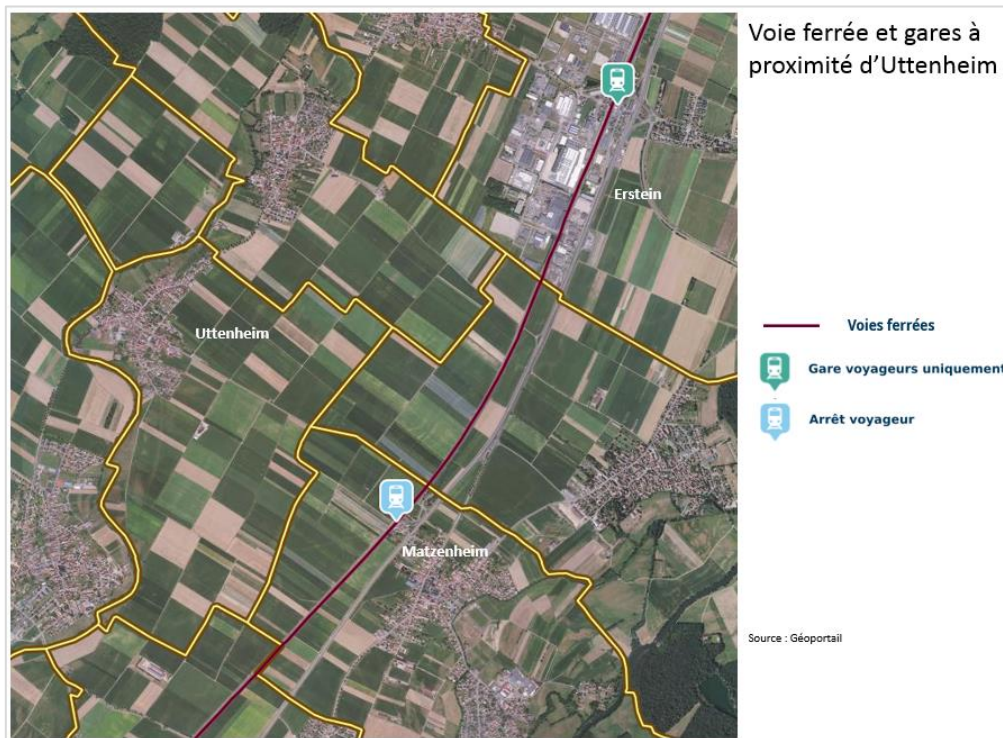 Voie ferrée et gares à
proximité d'Uttenheim
Erstein
Uttenheim
Matzenheim
Voies ferrées
Gare voyageurs uniquement
Arrêt voyageur
Source : Géoportail